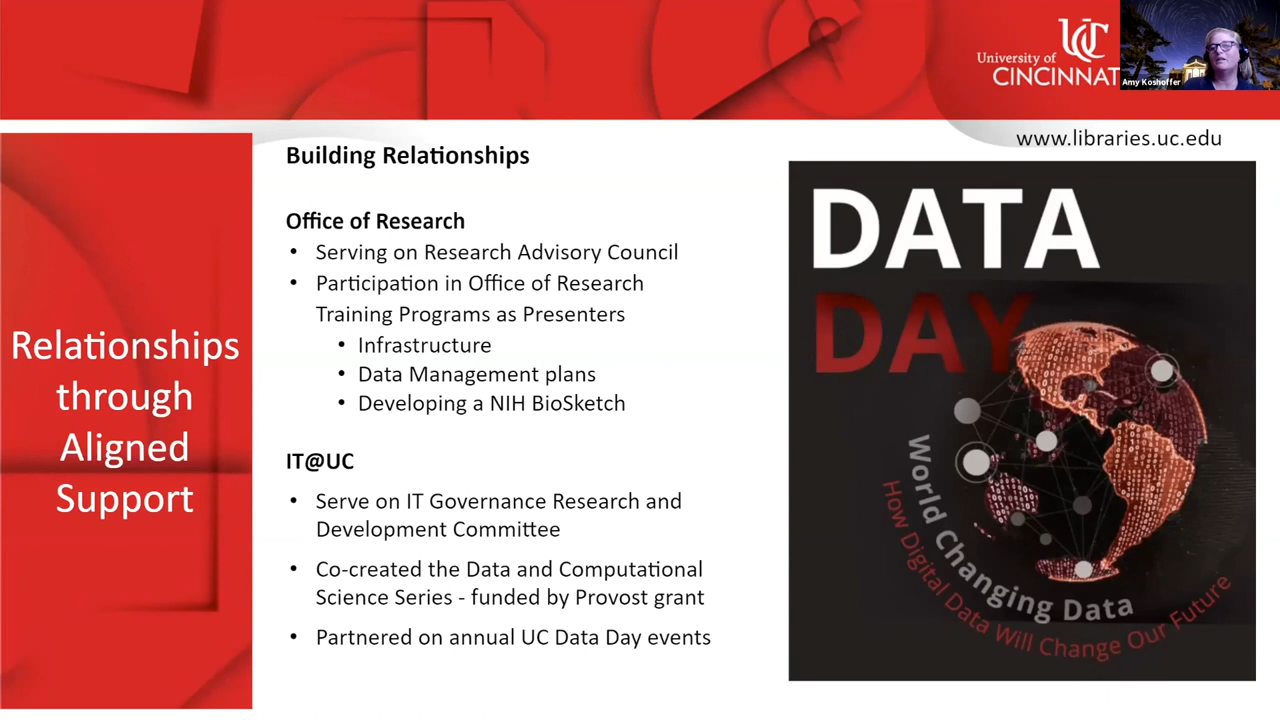 University of
CINCINNAT
Amy Koshoffer
www.libraries.uc.edu
Relationships
through
Aligned
Support
Building Relationships
Office of Research
• Serving on Research Advisory Council
• Participation in Office of Research
Training Programs as Presenters
• Infrastructure
• Data Management plans
• Developing a NIH BioSketch
IT@UC
• Serve on IT Governance Research and
Development Committee
• Co-created the Data and Computational
Science Series - funded by Provost grant
• Partnered on annual UC Data Day events
DATA
DAY
World Changing Data
How Digital Data Will Change Our Future